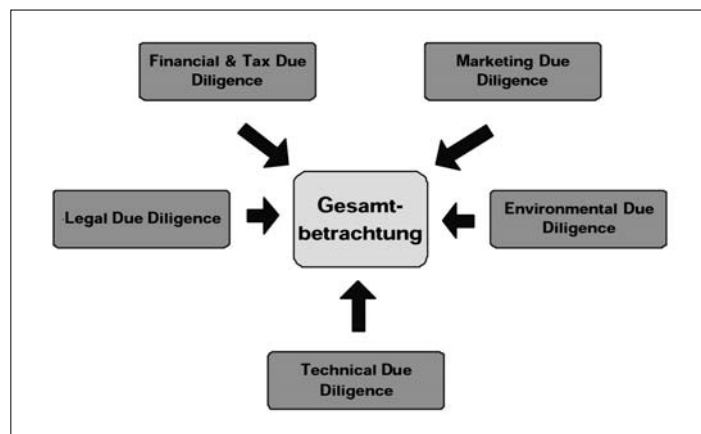 Financial & Tax Due
Diligence
Marketing Due
Diligence
Legal Due Diligence
Gesamt-
betrachtung
Environmental Due
Diligence
Technical Due
Diligence